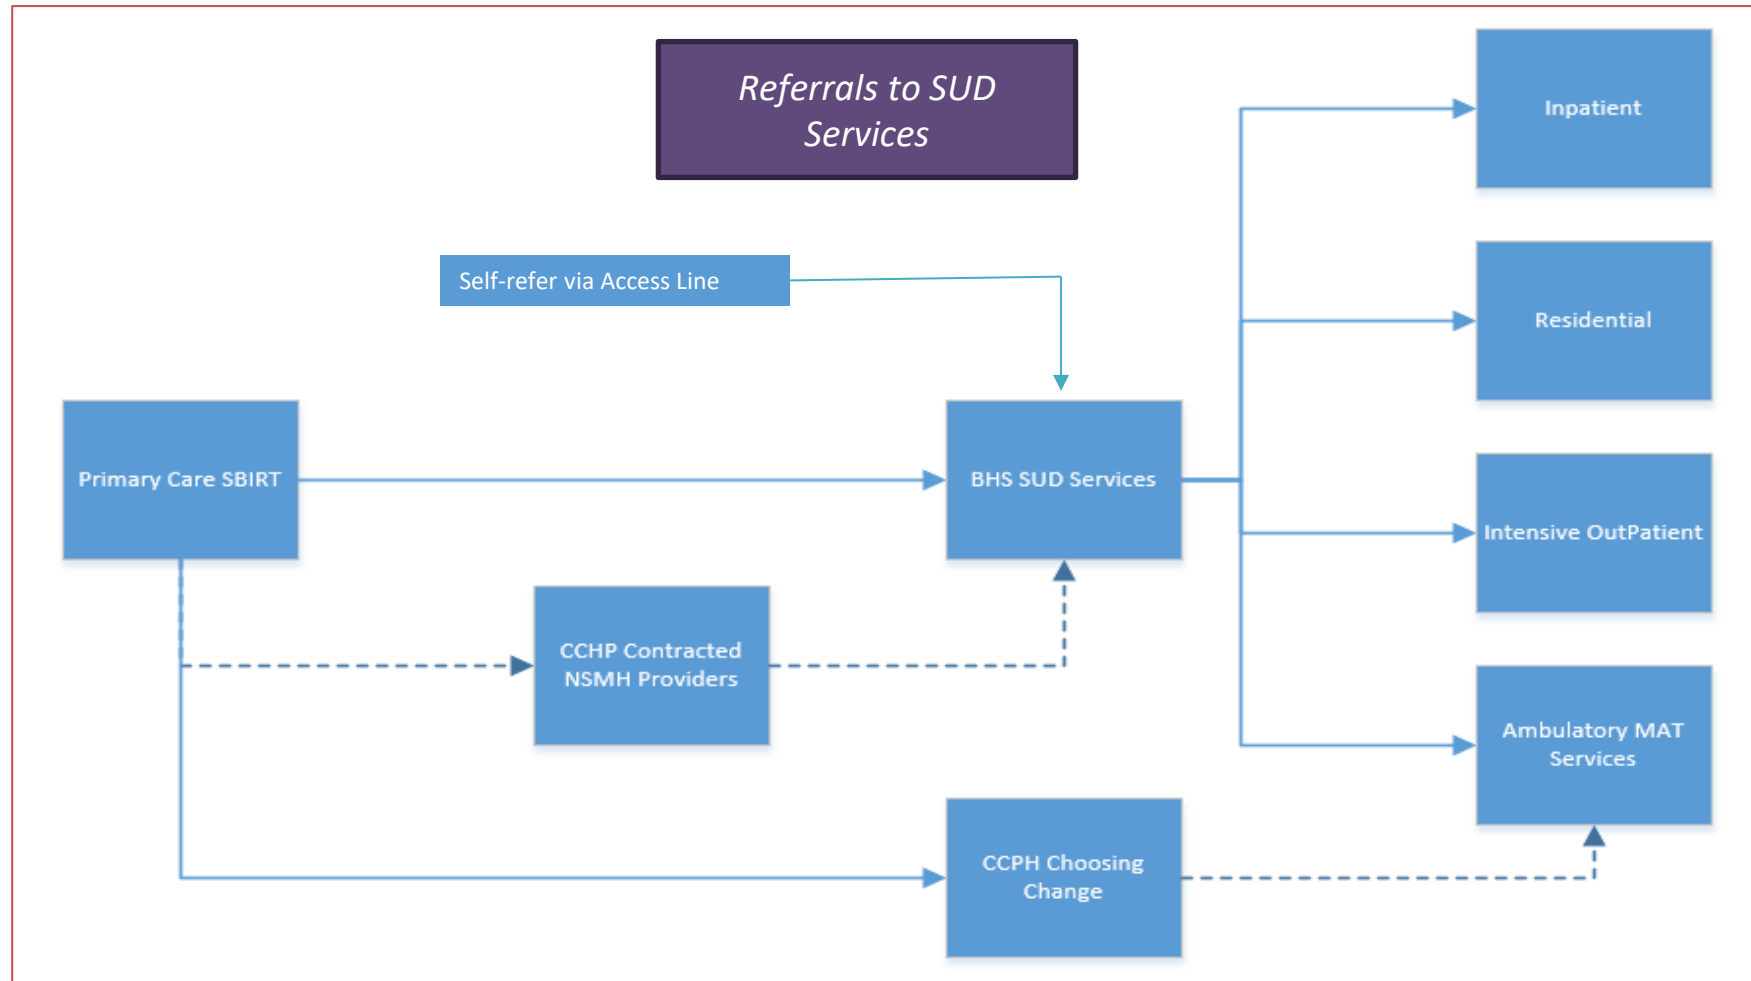 Referrals to SUD
Services
Inpatient
Self-refer via Access Line
Residential
Primary Care SBIRT
BHS SUD Services
Intensive OutPatient
CCHP Contracted
NSMH Providers
Ambulatory MAT
Services
CCPH Choosing
Change